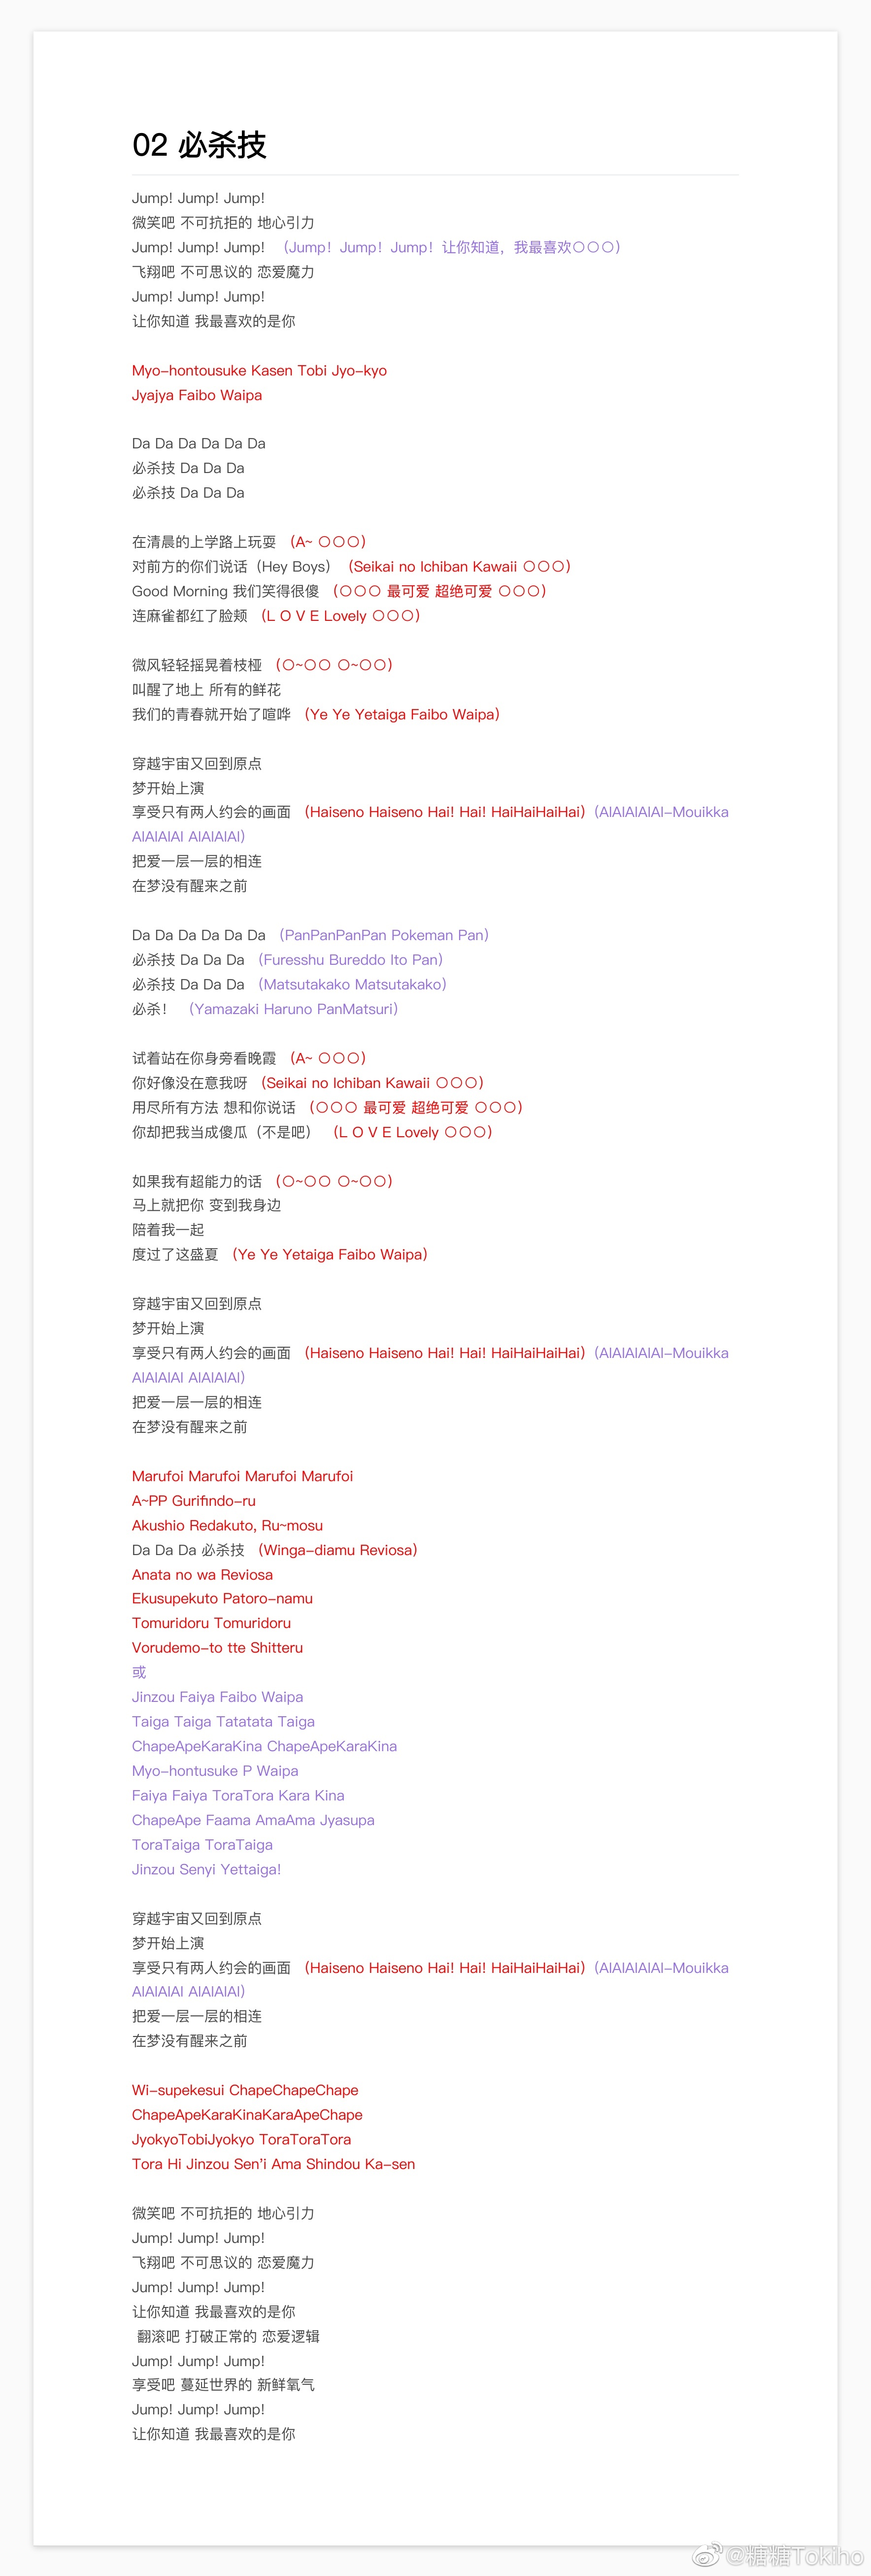 02 必杀技
Jump! Jump! Jump!
微笑吧 不可抗拒的 地心引力
Jump! Jump! Jump! （Jump！Jump！Jump！让你知道，我最喜欢〇〇〇）
飞翔吧 不可思议的 恋爱魔力
Jump! Jump! Jump!
让你知道 我最喜欢的是你
Myo-hontousuke Kasen Tobi Jyo-kyo
Jyajya Faibo Waipa
Da Da Da Da Da Da
必杀技 Da Da Da
必杀技 Da Da Da
在清晨的上学路上玩耍 （A~ 〇〇〇）
对前方的你们说话（Hey Boys）（Seikai no Ichiban Kawaii 〇〇〇）
Good Morning 我们笑得很傻 （〇〇〇 最可爱 超绝可爱 〇〇〇）
连麻雀都红了脸颊 （L O V E Lovely 〇〇〇）
微风轻轻摇晃着枝桠 （〇~〇〇 〇~〇〇）
叫醒了地上 所有的鲜花
我们的青春就开始了喧哗 （Ye Ye Yetaiga Faibo Waipa）
穿越宇宙又回到原点
梦开始上演
享受只有两人约会的画面 （Haiseno Haiseno Hai! Hai! HaiHaiHaiHai）（AIAIAIAIAI-Mouikka
AIAIAIAI AIAIAIAI）
把爱一层一层的相连
在梦没有醒来之前
Da Da Da Da Da Da （PanPanPanPan Pokeman Pan）
必杀技 Da Da Da （Furesshu Bureddo Ito Pan）
必杀技 Da Da Da （Matsutakako Matsutakako）
必杀！ （Yamazaki Haruno PanMatsuri）
试着站在你身旁看晚霞 （A~ 〇〇〇）
你好像没在意我呀 （Seikai no Ichiban Kawaii 〇〇〇）
用尽所有方法 想和你说话 （〇〇〇 最可爱 超绝可爱 〇〇〇）
你却把我当成傻瓜（不是吧） （L O V E Lovely 〇〇〇）
如果我有超能力的话 （〇~〇〇 〇~〇〇）
马上就把你 变到我身边
陪着我一起
度过了这盛夏 （Ye Ye Yetaiga Faibo Waipa）
穿越宇宙又回到原点
梦开始上演
享受只有两人约会的画面 （Haiseno Haiseno Hai! Hai! HaiHaiHaiHai）（AIAIAIAIAI-Mouikka
AIAIAIAI AIAIAIAI）
把爱一层一层的相连
在梦没有醒来之前
Marufoi Marufoi Marufoi Marufoi
A~PP Gurifindo-ru
Akushio Redakuto, Ru~mosu
Da Da Da 必杀技 （Winga-diamu Reviosa）
Anata no wa Reviosa
Ekusupekuto Patoro-namu
Tomuridoru Tomuridoru
Vorudemo-to tte Shitteru
或
Jinzou Faiya Faibo Waipa
Taiga Taiga Tatatata Taiga
ChapeApeKaraKina ChapeApeKaraKina
Myo-hontusuke P Waipa
Faiya Faiya ToraTora Kara Kina
ChapeApe Faama AmaAma Jyasupa
ToraTaiga ToraTaiga
Jinzou Senyi Yettaiga!
穿越宇宙又回到原点
梦开始上演
享受只有两人约会的画面 （Haiseno Haiseno Hai! Hai! HaiHaiHaiHai）（AIAIAIAIAI-Mouikka
AIAIAIAI AIAIAIAI）
把爱一层一层的相连
在梦没有醒来之前
Wi-supekesui ChapeChapeChape
ChapeApeKaraKinaKaraApeChape
JyokyoTobiJyokyo ToraToraTora
Tora Hi Jinzou Sen’i Ama Shindou Ka-sen
微笑吧 不可抗拒的 地心引力
Jump! Jump! Jump!
飞翔吧 不可思议的 恋爱魔力
Jump! Jump! Jump!
让你知道 我最喜欢的是你
翻滚吧 打破正常的 恋爱逻辑
Jump! Jump! Jump!
享受吧 蔓延世界的 新鲜氧气
Jump! Jump! Jump!
让你知道 我最喜欢的是你
@糖糖Tokiho